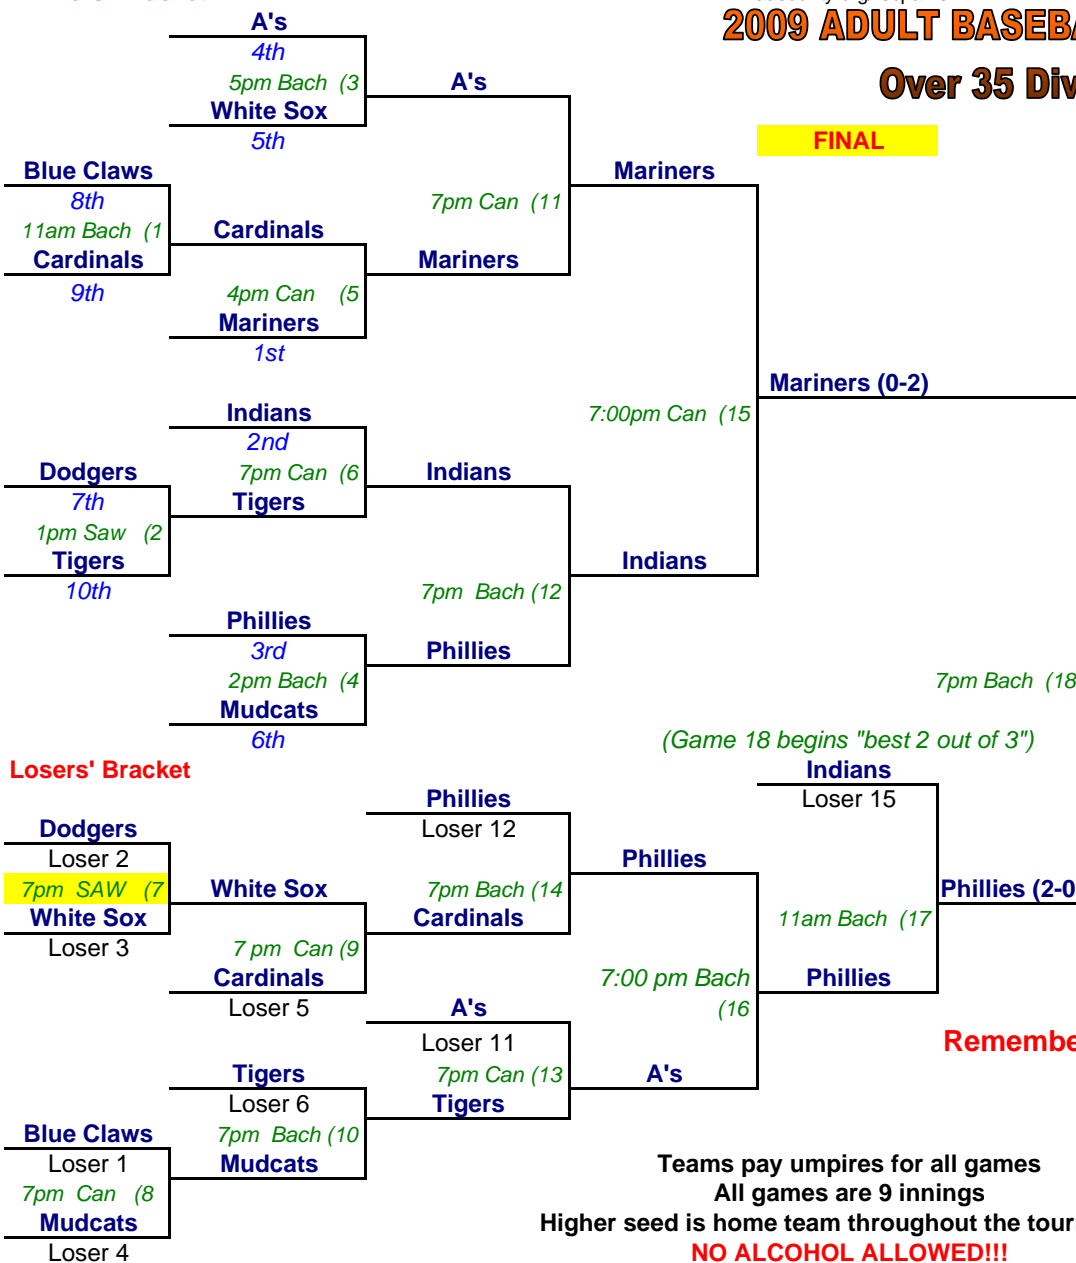 A's
2009 ADULT BASEBA
4th
5pm Bach (3
A's
Over 35 Div
White Sox
5th
FINAL
Blue Claws
Mariners
8th
7pm Can (11
11am Bach (1
Cardinals
Cardinals
Mariners
9th
4pm Can (5
Mariners
1st
Mariners (0-2)
Indians
7:00pm Can (15
2nd
Dodgers
7pm Can (6
Indians
7th
Tigers
1pm Saw (2
Tigers
Indians
10th
7pm Bach (12
Phillies
3rd
Phillies
2pm Bach (4
7pm Bach (18
Mudcats
6th
(Game 18 begins "best 2 out of 3")
Losers' Bracket
Indians
Phillies
Loser 15
Dodgers
Loser 12
Loser 2
Phillies
7pm SAW (7
White Sox
7pm Bach (14
Phillies (2-0
White Sox
Cardinals
11am Bach (17
Loser 3
7 pm Can (9
Cardinals
7:00 pm Bach
Phillies
Loser 5
A's
(16
Loser 11
Remembe
Tigers
7pm Can (13
A's
Loser 6
Tigers
Blue Claws
7pm Bach (10
Loser 1
Mudcats
Teams pay umpires for all games
7pm Can (8
All games are 9 innings
Mudcats
Higher seed is home team throughout the tour
Loser 4
NO ALCOHOL ALLOWED!!!